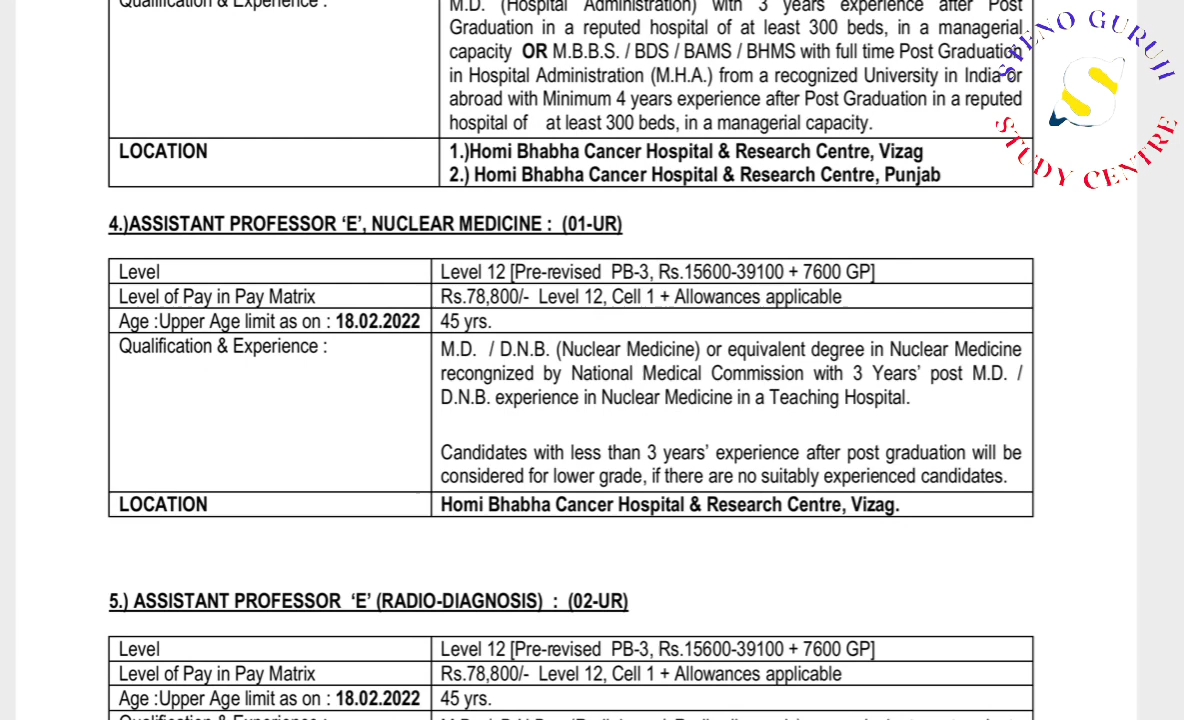 Qualification & Experience :
M.D. (Hospital Administration) with 3 years experience after Post
Graduation in a reputed hospital of at least 300 beds, in a managerial
capacity OR M.B.B.S. / BDS / BAMS / BHMS with full time Post Graduation
in Hospital Administration (M.H.A.) from a recognized University in India or
abroad with Minimum 4 years experience after Post Graduation in a reputed
hospital of at least 300 beds, in a managerial capacity.
LOCATION
1.)Homi Bhabha Cancer Hospital & Research Centre, Vizag
2.) Homi Bhabha Cancer Hospital & Research Centre, Punjab
STENO GURUJI
STUDY CENTRE
4.)ASSISTANT PROFESSOR ‘E’, NUCLEAR MEDICINE : (01-UR)
Level
Level 12 [Pre-revised PB-3, Rs.15600-39100 + 7600 GP]
Level of Pay in Pay Matrix
Rs.78,800/- Level 12, Cell 1 + Allowances applicable
Age :Upper Age limit as on : 18.02.2022
45 yrs.
Qualification & Experience :
M.D. / D.N.B. (Nuclear Medicine) or equivalent degree in Nuclear Medicine
recongnized by National Medical Commission with 3 Years’ post M.D. /
D.N.B. experience in Nuclear Medicine in a Teaching Hospital.
Candidates with less than 3 years’ experience after post graduation will be
considered for lower grade, if there are no suitably experienced candidates.
LOCATION
Homi Bhabha Cancer Hospital & Research Centre, Vizag.
5.) ASSISTANT PROFESSOR ‘E’ (RADIO-DIAGNOSIS) : (02-UR)
Level
Level 12 [Pre-revised PB-3, Rs.15600-39100 + 7600 GP]
Level of Pay in Pay Matrix
Rs.78,800/- Level 12, Cell 1 + Allowances applicable
Age :Upper Age limit as on : 18.02.2022
45 yrs.
Qualification & Experience :